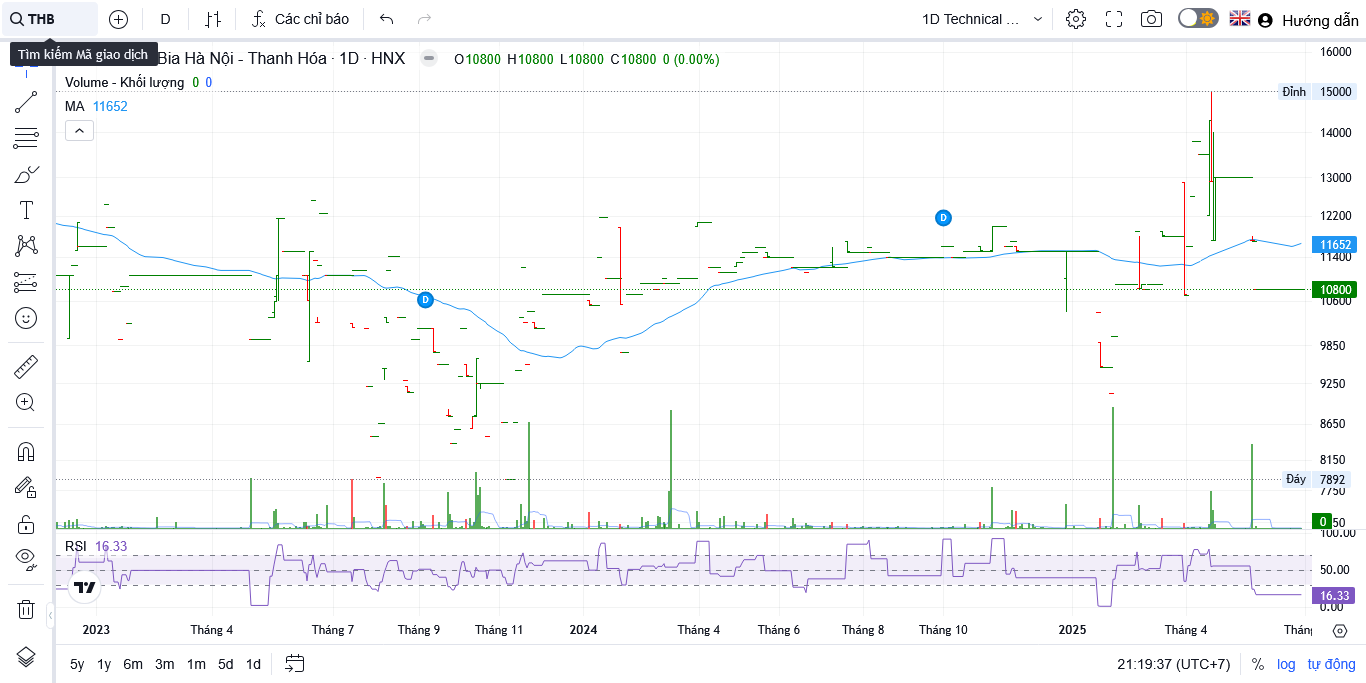 THB D Các chỉ báo 1D Technical ... Hướng dẫn
Tìm kiếm Mã giao dịch
Bia Hà Nội - Thanh Hóa · 1D · HNX O10800 H10800 L10800 C10800 0 (0.00%)
Volume - Khối lượng 0 0
MA 11652
16000
Đỉnh 15000
14000
13000
12200
D
11652
11400
10800
D
10600
9850
9250
8650
8150
Đáy 7892
7750
0
50
100.00
RSI 16.33
50.00
16.33
0.00
2023 Tháng 4 Tháng 7 Tháng 9 Tháng 11 2024 Tháng 4 Tháng 6 Tháng 8 Tháng 10 2025 Tháng 4 Tháng
5y 1y 6m 3m 1m 5d 1d 21:19:37 (UTC+7) % log tự động